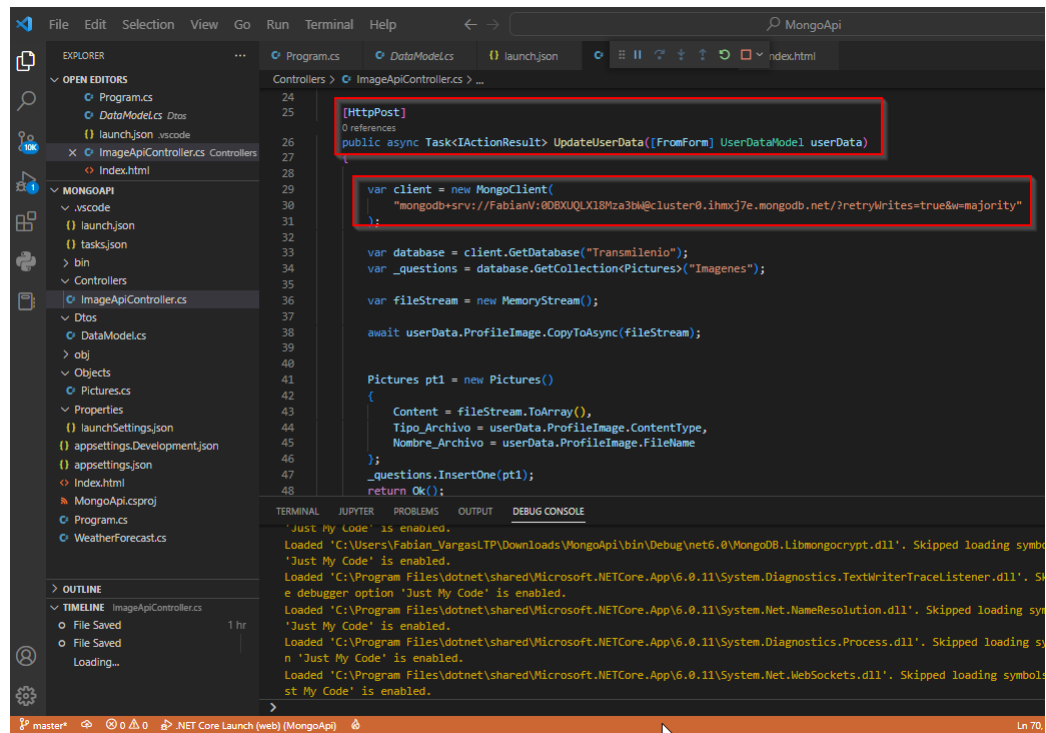 File Edit Selection View Go Run Terminal Help MongoApi
EXPLORER
OPEN EDITORS
Program.cs
DataModel.cs Dtos
launch.json .vscode
ImageApiController.cs Controllers
Index.html
MONGOAPI
.vscode
launch.json
tasks.json
bin
Controllers
ImageApiController.cs
Dtos
DataModel.cs
obj
Objects
Pictures.cs
Properties
launchSettings.json
appsettings.Development.json
appsettings.json
Index.html
MongoApi.csproj
Program.cs
WeatherForecast.cs
OUTLINE
TIMELINE ImageApiController.cs
File Saved 1 hr
File Saved
Loading...
10K
1
Program.cs DataModel.cs launch.json ndex.html
Controllers > ImageApiController.cs > ...
24
25 [HttpPost]
0 references
26 public async Task<IActionResult> UpdateUserData([FromForm] UserDataModel userData)
27 {
28
29 var client = new MongoClient(
30 "mongodb+srv://FabianV:0DBXUQLX18Mza3bW@cluster0.ihmxj7e.mongodb.net/?retryWrites=true&w=majority"
31 );
32
33 var database = client.GetDatabase("Transmilenio");
34 var _questions = database.GetCollection<Pictures>("Imagenes");
35
36 var fileStream = new MemoryStream();
37
38 await userData.ProfileImage.CopyToAsync(fileStream);
39
40
41 Pictures pt1 = new Pictures()
42 {
43 Content = fileStream.ToArray(),
44 Tipo_Archivo = userData.ProfileImage.ContentType,
45 Nombre_Archivo = userData.ProfileImage.FileName
46 };
47 _questions.InsertOne(pt1);
48 return Ok();
TERMINAL JUPYTER PROBLEMS OUTPUT DEBUG CONSOLE
'Just My Code' is enabled.
Loaded 'C:\Users\Fabian_VargasLTP\Downloads\MongoApi\bin\Debug\net6.0\MongoDB.Libmongocrypt.dll'. Skipped loading symbo
'Just My Code' is enabled.
Loaded 'C:\Program Files\dotnet\shared\Microsoft.NETCore.App\6.0.11\System.Diagnostics.TextWriterTraceListener.dll'. Sk
e debugger option 'Just My Code' is enabled.
Loaded 'C:\Program Files\dotnet\shared\Microsoft.NETCore.App\6.0.11\System.Net.NameResolution.dll'. Skipped loading sym
'Just My Code' is enabled.
Loaded 'C:\Program Files\dotnet\shared\Microsoft.NETCore.App\6.0.11\System.Diagnostics.Process.dll'. Skipped loading sy
n 'Just My Code' is enabled.
Loaded 'C:\Program Files\dotnet\shared\Microsoft.NETCore.App\6.0.11\System.Net.WebSockets.dll'. Skipped loading symbols
st My Code' is enabled.
>
master* 0 0 .NET Core Launch (web) (MongoApi) Ln 70,